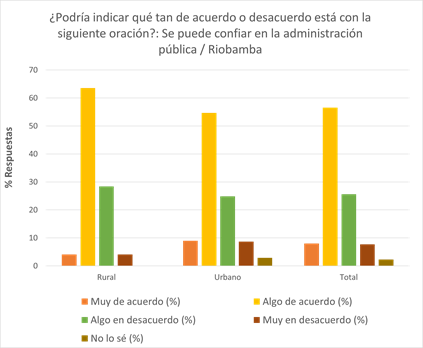 ¿Podría indicar qué tan de acuerdo o desacuerdo está con la
siguiente oración?: Se puede confiar en la administración
pública / Riobamba
70
60
50
40
30
20
10
0
% Respuestas
Rural
Urbano
Total
Muy de acuerdo (%)
Algo de acuerdo (%)
Algo en desacuerdo (%)
Muy en desacuerdo (%)
No lo sé (%)